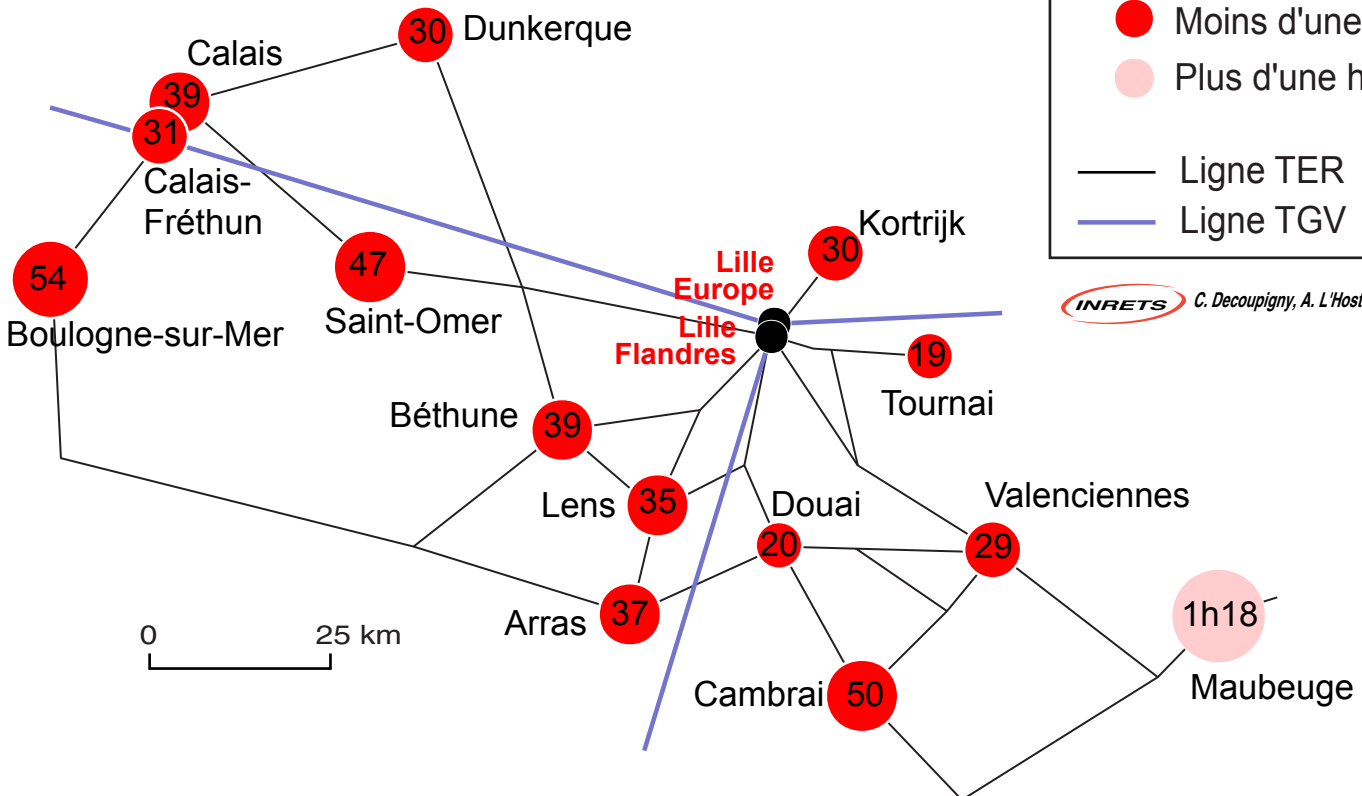 30 Dunkerque
Moins d'une
Calais
39
Plus d'une h
31
Calais-
Fréthun
Ligne TER
Ligne TGV
Kortrijk
30
47
Saint-Omer
54
Boulogne-sur-Mer
Lille
Europe
Lille
Flandres
INRETS C. Decoupigny, A. L'Host
19
Tournai
Béthune 39
Lens 35
Douai
20
Valenciennes
29
Arras 37
1h18
Maubeuge
0 25 km
Cambrai 50